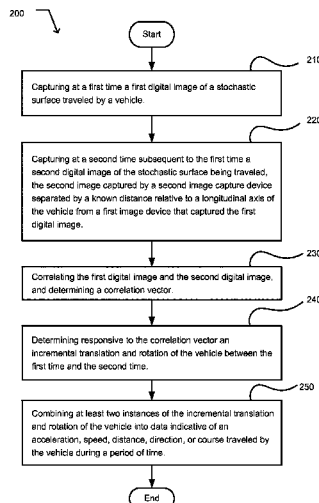 200
Start
210
Capturing at a first time a first digital image of a stochastic
surface traveled by a vehicle.
220
Capturing at a second time subsequent to the first time a
second digital image of the stochastic surface being traveled,
the second image captured by a second image capture device
separated by a known distance relative to a longitudinal axis of
the vehicle from a first image device that captured the first
digital image.
230
Correlating the first digital image and the second digital image,
and determining a correlation vector.
240
Determining responsive to the correlation vector an
incremental translation and rotation of the vehicle between the
first time and the second time.
250
Combining at least two instances of the incremental translation
and rotation of the vehicle into data indicative of an
acceleration, speed, distance, direction, or course traveled by
the vehicle during a period of time.
End